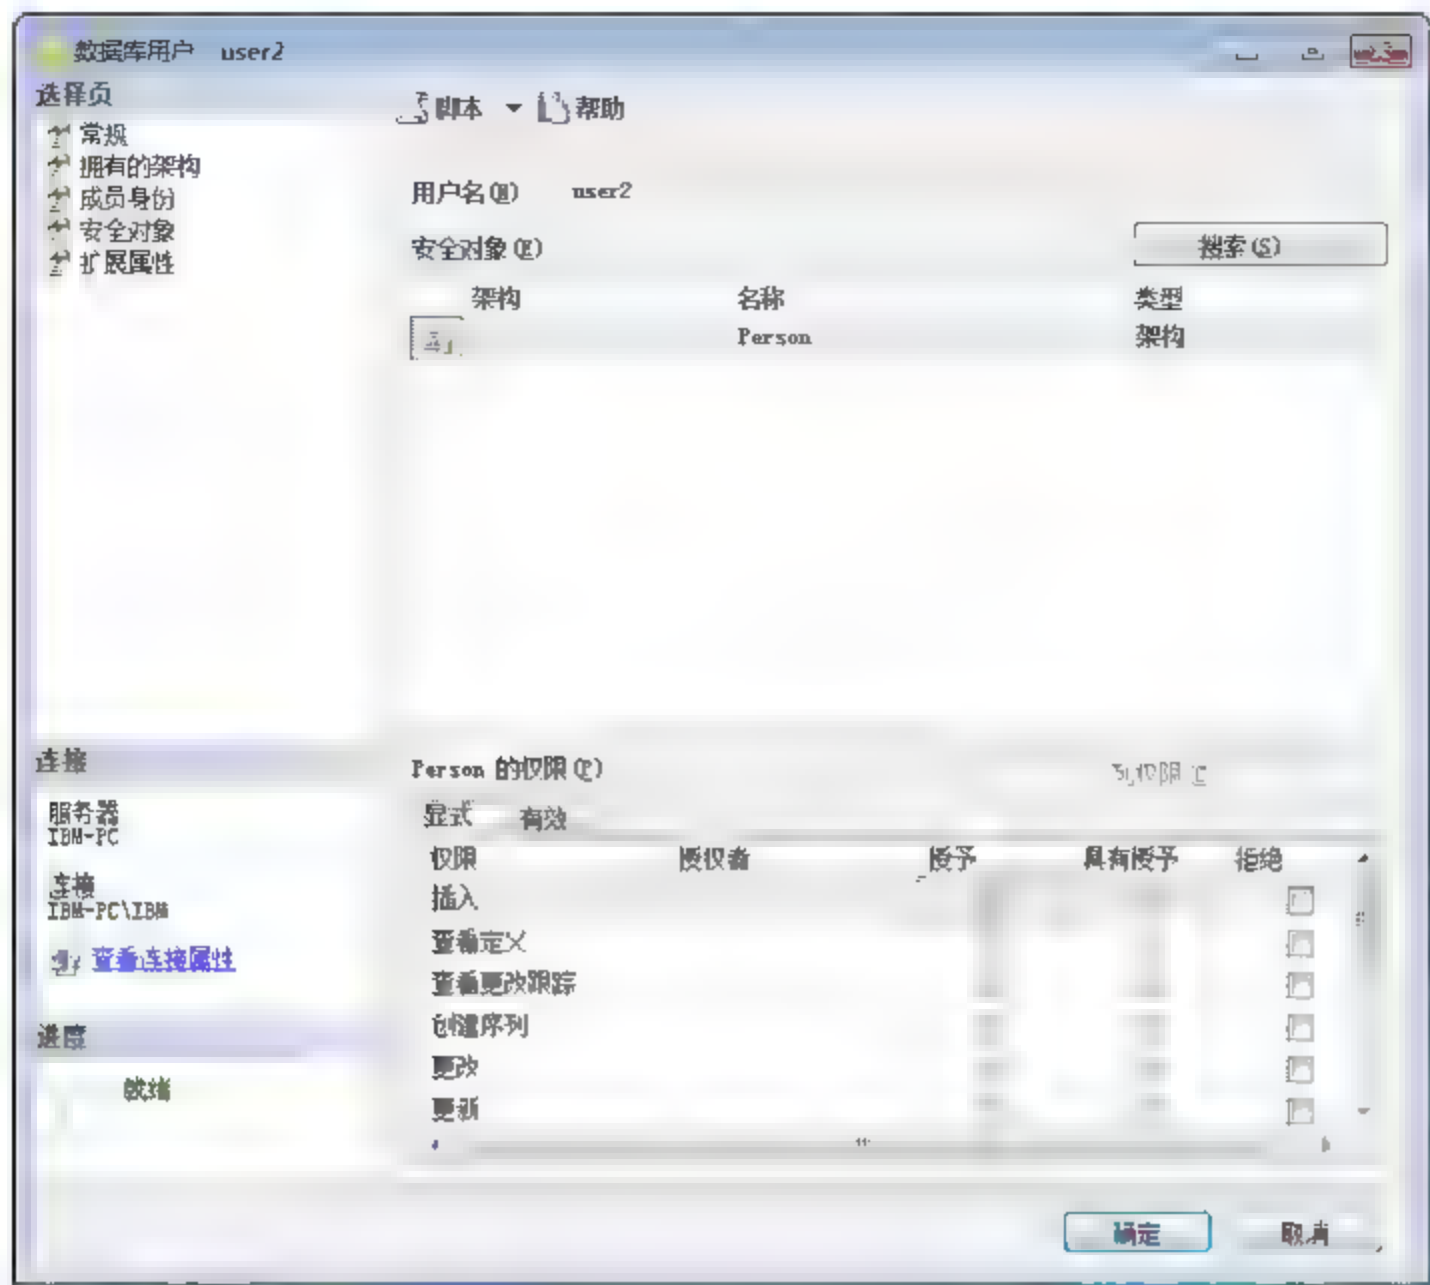 数据库用户 user2
选择页
常规
拥有的架构
成员身份
安全对象
扩展属性
脚本 帮助
用户名(N) user2
安全对象(E)
搜索(S)
架构 名称 类型
Person 架构
连接
服务器
IBM-PC
连接
IBM-PC\IBM
查看连接属性
进度
就绪
Person 的权限(P)
列权限(C
显式 有效
权限 授权者 授予 具有授予 拒绝
插入
查看定义
查看更改跟踪
创建序列
更改
更新
确定 取消